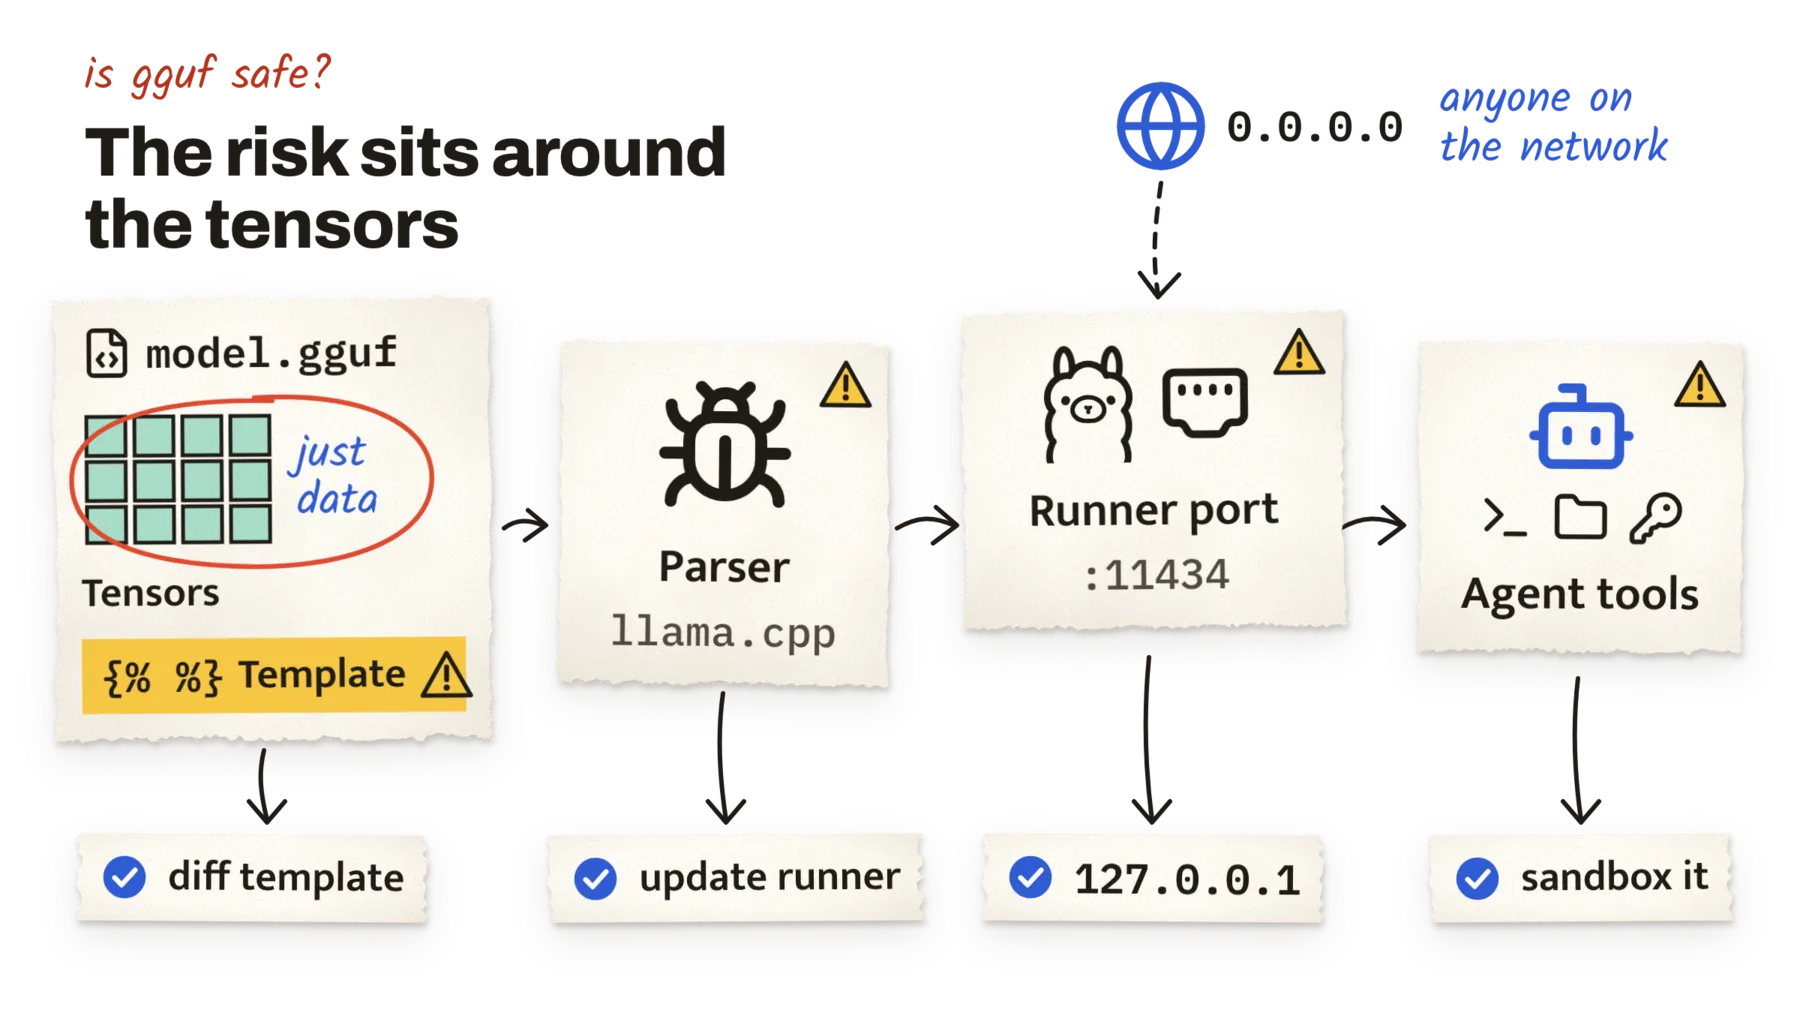 is gguf safe?
The risk sits around
the tensors
0.0.0.0
anyone on
the network
model.gguf
just
data
Tensors
{% %} Template
Parser
llama.cpp
Runner port
:11434
Agent tools
diff template
update runner
127.0.0.1
sandbox it